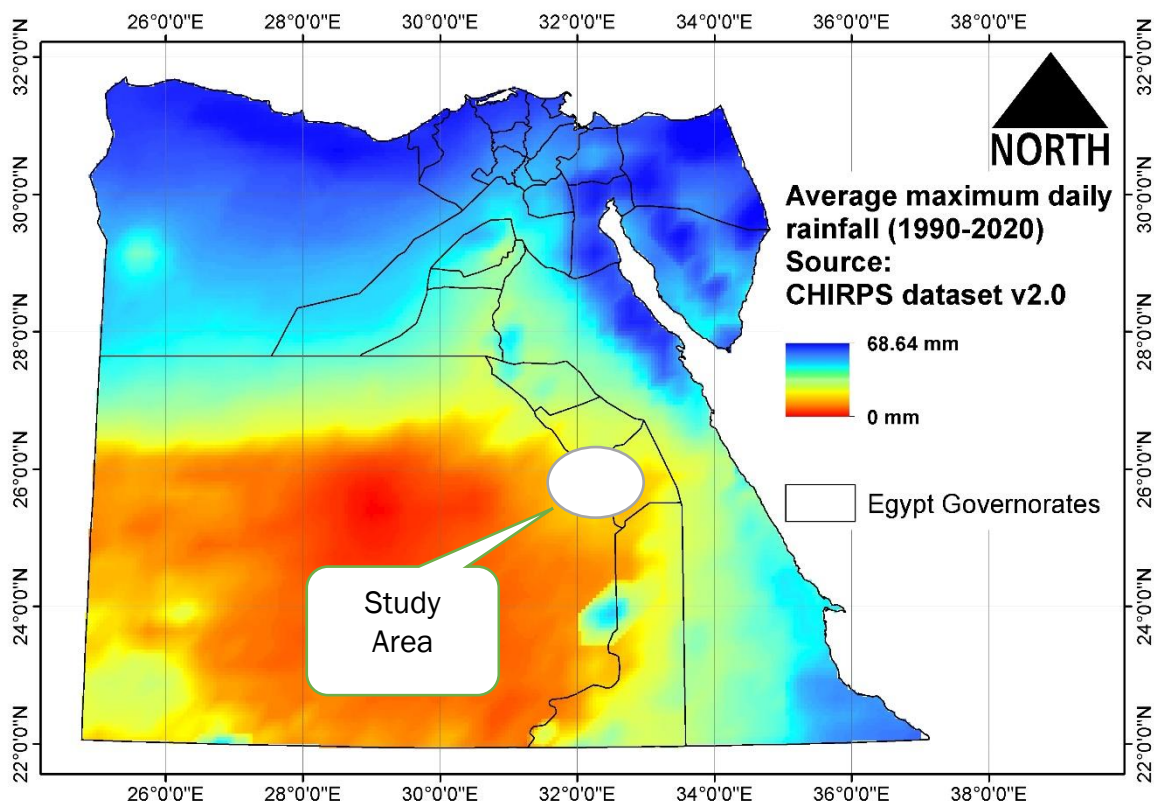 26°0'0"E 28°0'0"E 30°0'0"E 32°0'0"E 34°0'0"E 36°0'0"E 38°0'0"E
32°0'0"N 32°0'0"N
30°0'0"N 30°0'0"N
28°0'0"N 28°0'0"N
26°0'0"N 26°0'0"N
24°0'0"N 24°0'0"N
22°0'0"N 22°0'0"N
NORTH
Average maximum daily
rainfall (1990-2020)
Source:
CHIRPS dataset v2.0
68.64 mm
0 mm
Egypt Governorates
Study
Area
26°0'0"E 28°0'0"E 30°0'0"E 32°0'0"E 34°0'0"E 36°0'0"E 38°0'0"E